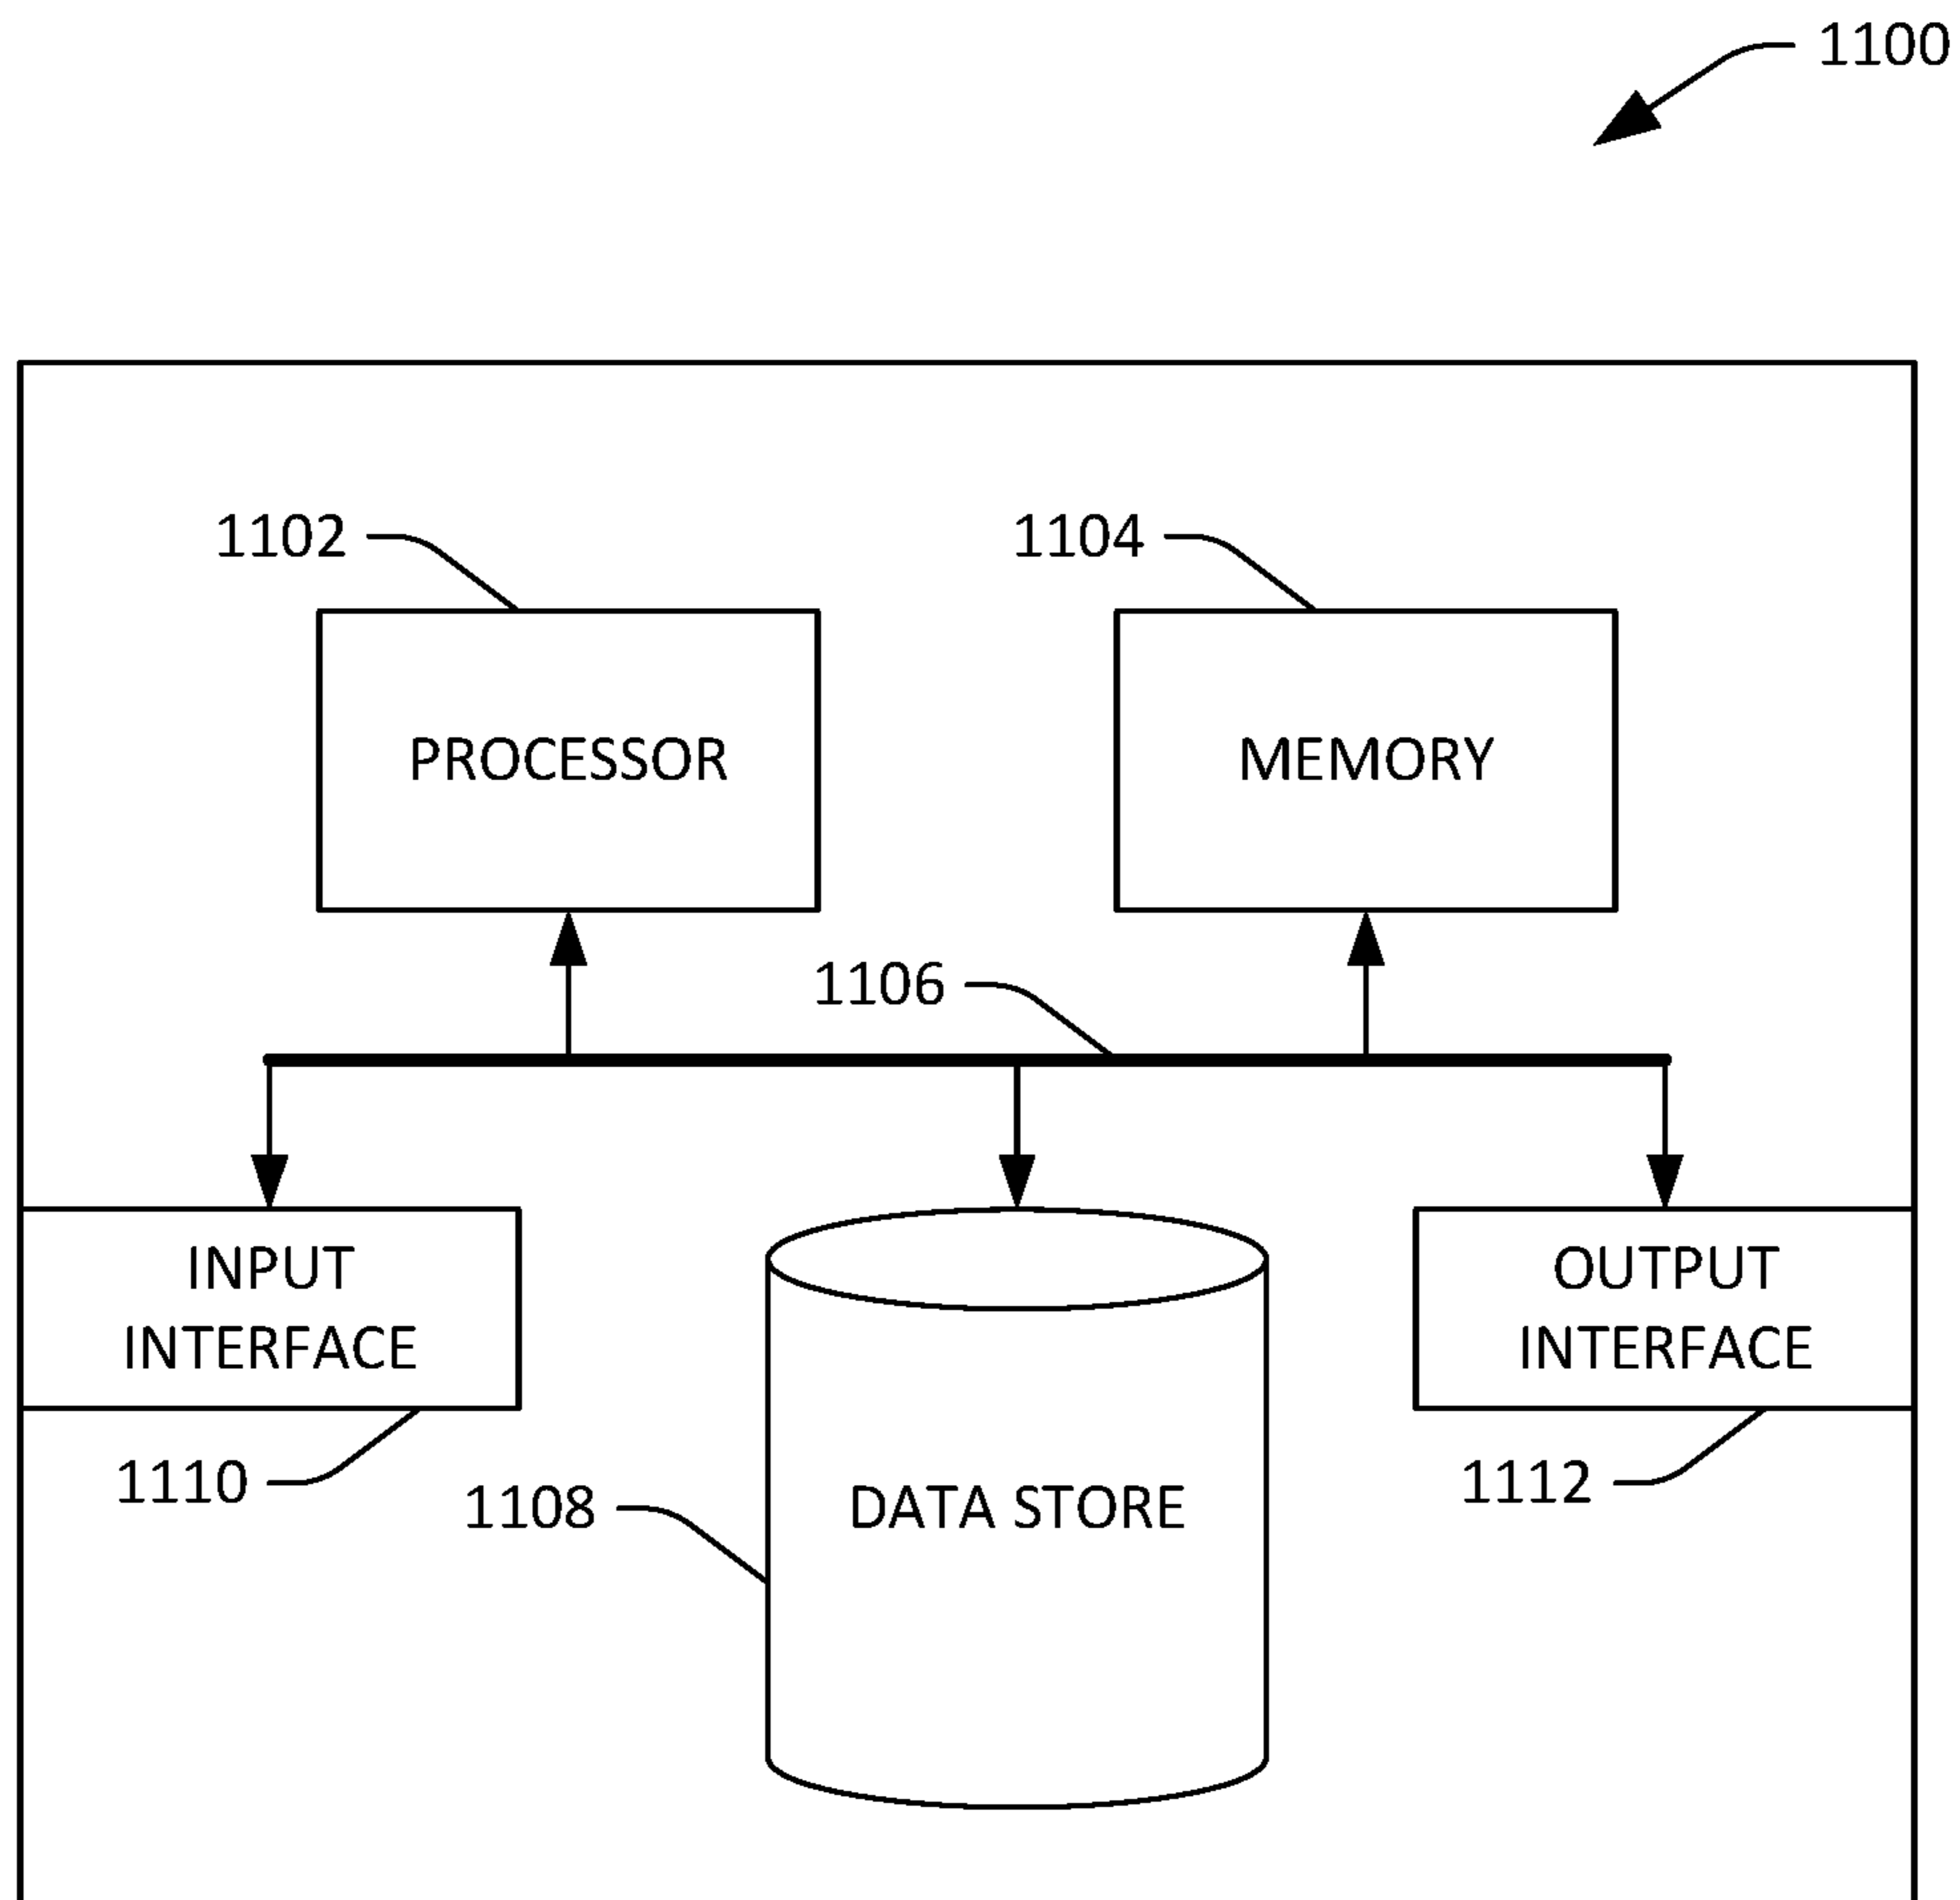 1100
1102
1104
PROCESSOR
MEMORY
1106
INPUT
INTERFACE
OUTPUT
INTERFACE
1110
1108
DATA STORE
1112